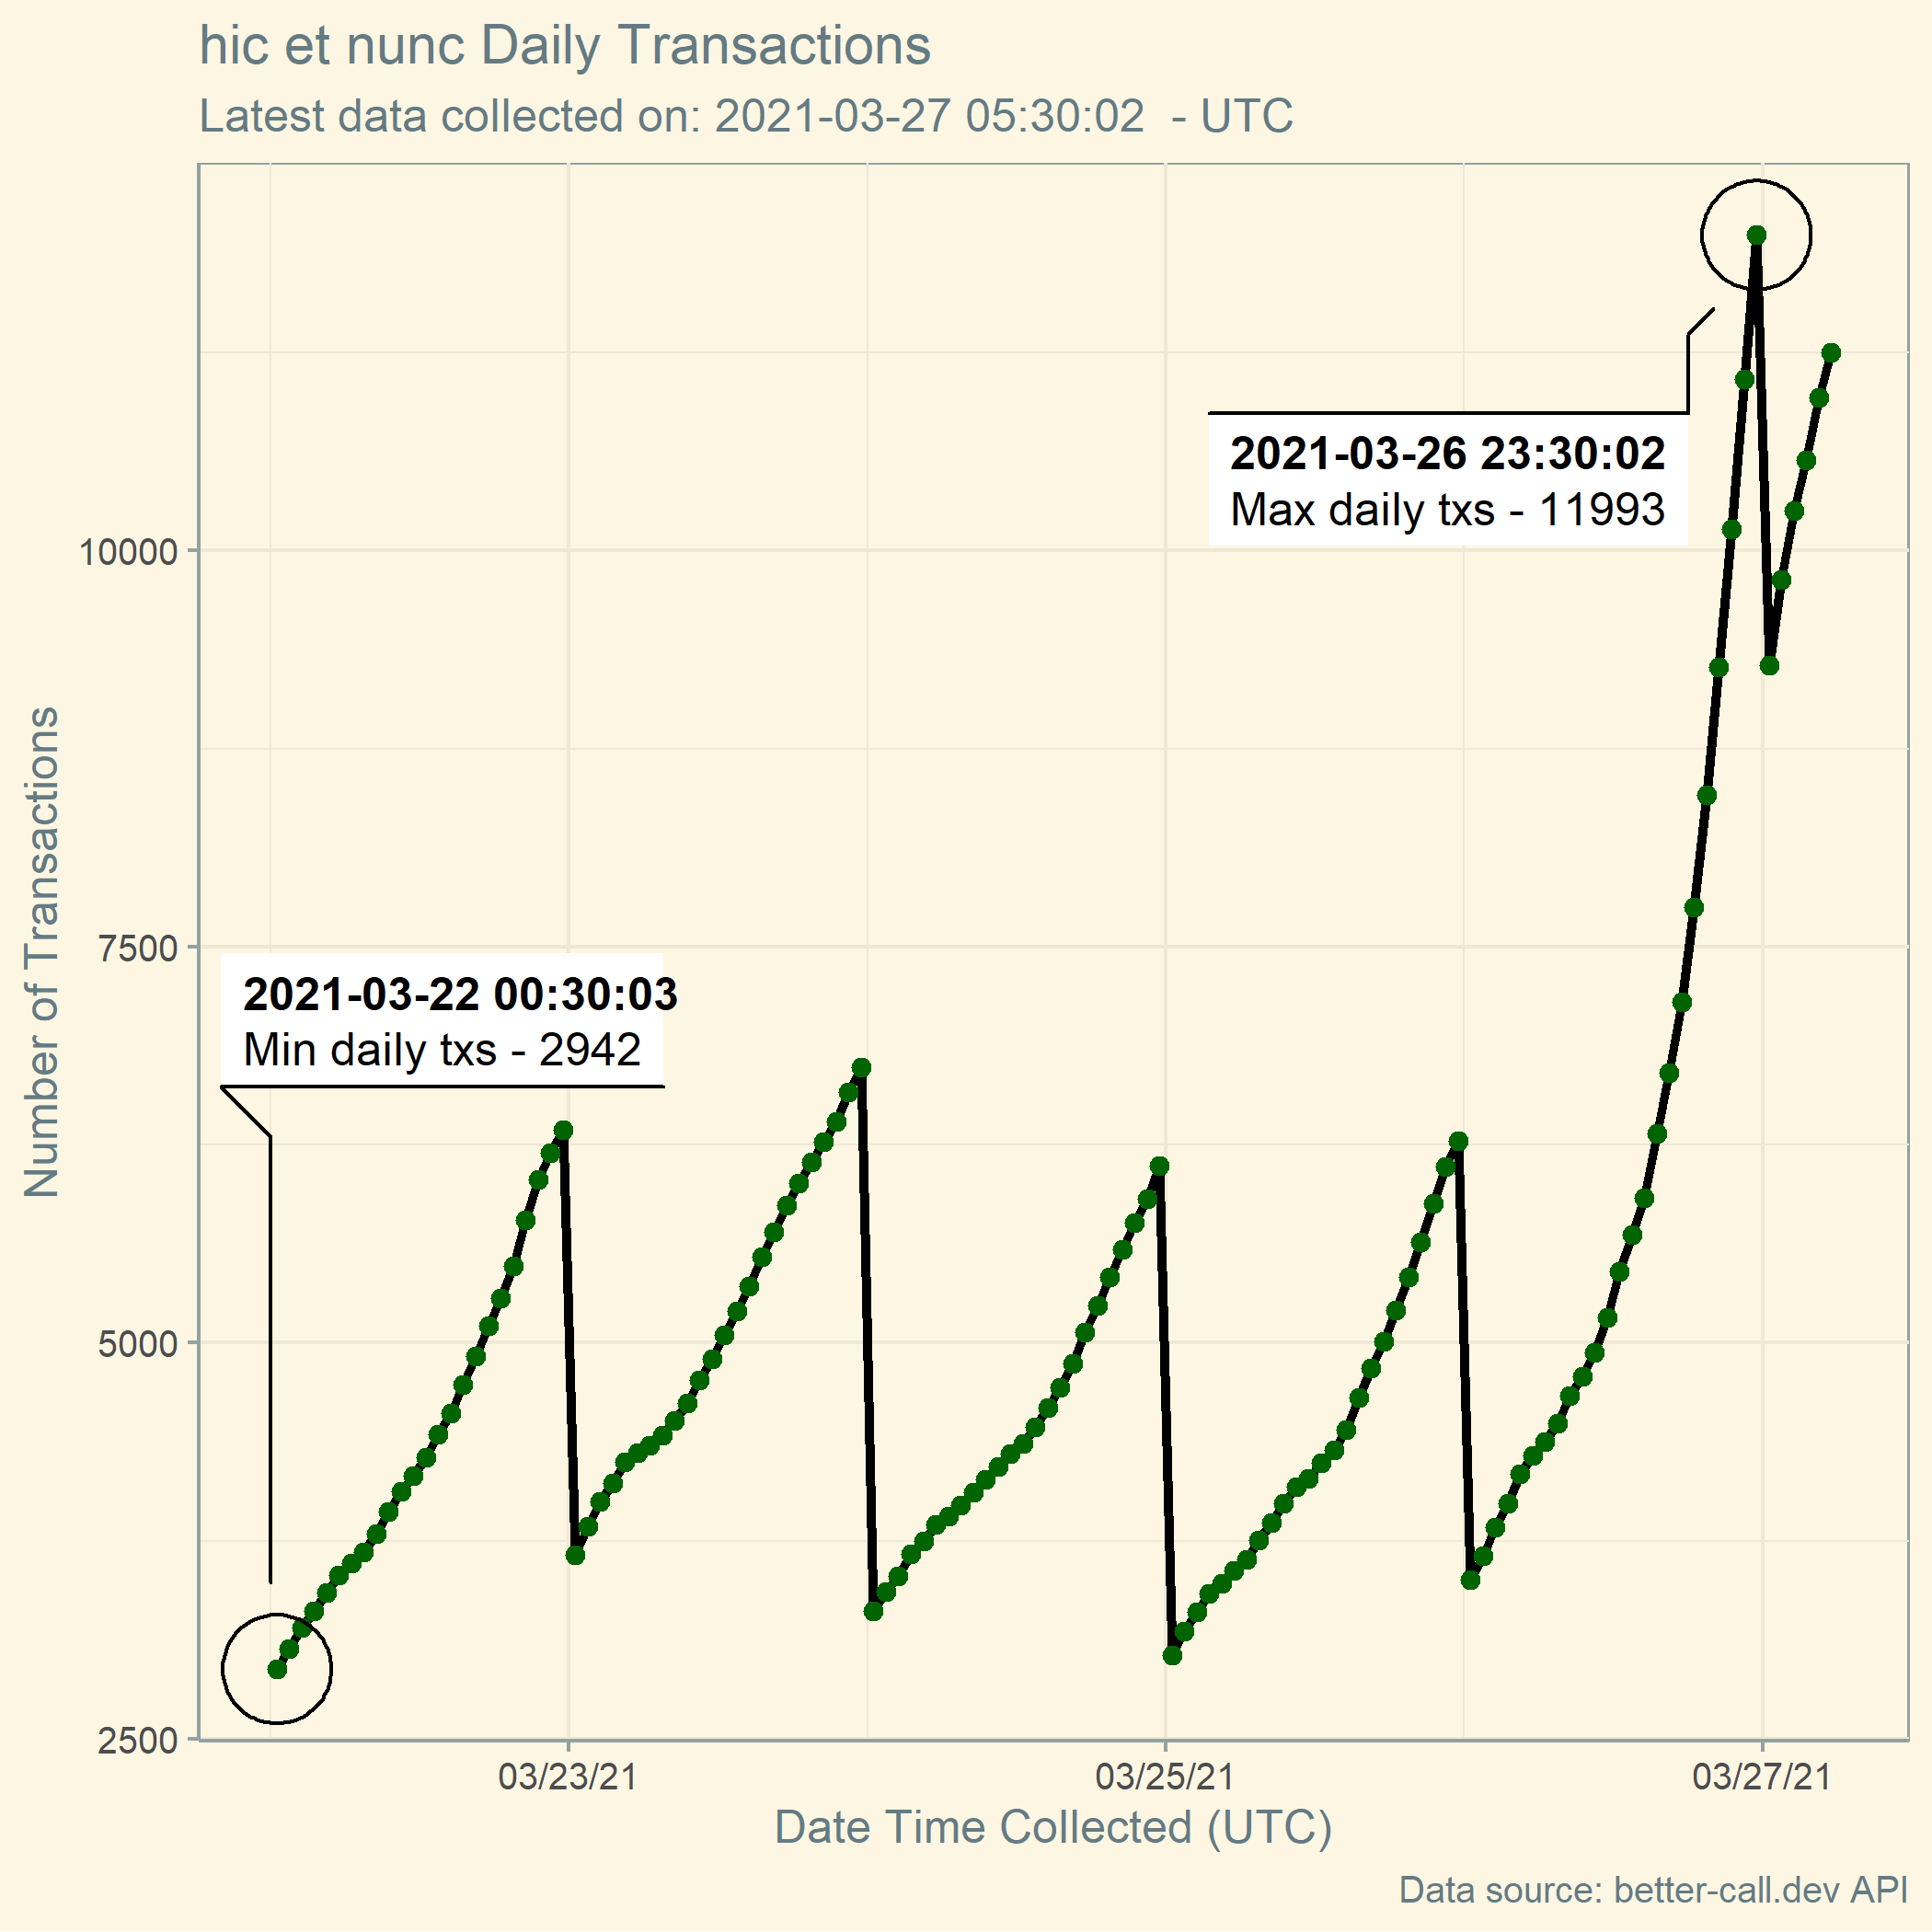 hic et nunc Daily Transactions
Latest data collected on: 2021-03-27 05:30:02  - UTC
2021-03-26 23:30:02
Max daily txs - 11993
2021-03-22 00:30:03
Min daily txs - 2942
Number of Transactions
10000
7500
5000
2500
03/23/21
03/25/21
03/27/21
Date Time Collected (UTC)
Data source: better-call.dev API